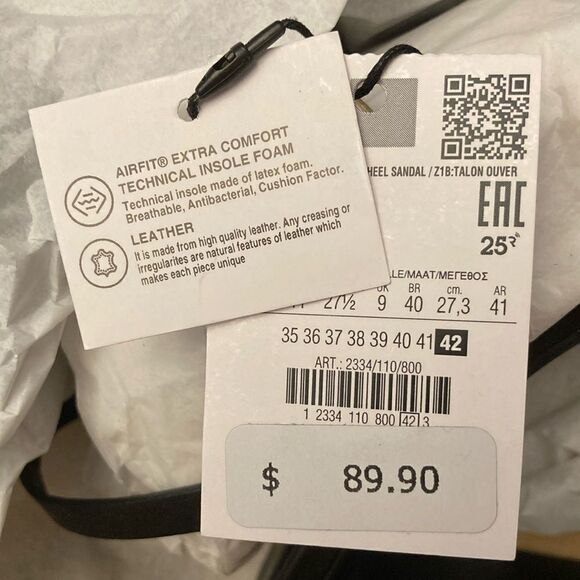 AIRFIT® EXTRA COMFORT
TECHNICAL INSOLE FOAM
Technical insole made of latex foam.
Breathable, Antibacterial, Cushion Factor.
LEATHER
It is made from high quality leather. Any creasing or
irregularites are natural features of leather which
makes each piece unique
HEEL SANDAL / Z1B:TALON OUVER
EAC
25
LE/MAAT/ΜΕΓΕΘΟΣ
UK BR cm. AR
27½ 9 40 27,3 41
35 36 37 38 39 40 41 42
ART.: 2334/110/800
1 2334 110 800 42 3
$ 89.90